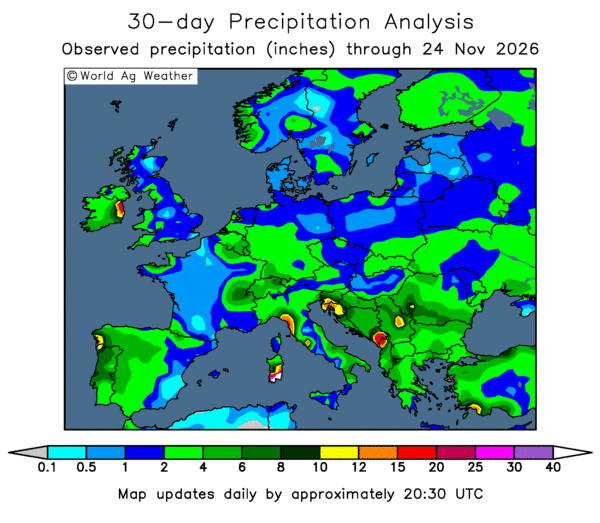 30-day Precipitation Analysis
Observed precipitation (inches) through 24 Nov 2026
© World Ag Weather
0.1 0.5 1 2 4 6 8 10 12 15 20 25 30 40
Map updates daily by approximately 20:30 UTC